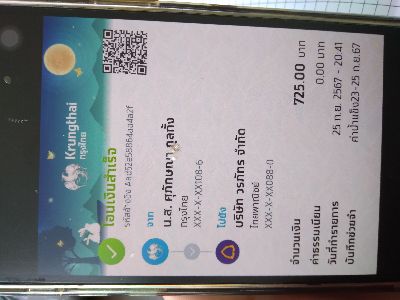 Krungthai
กรุงไทย
โอนเงินสำเร็จ
รหัสอ้างอิง
จาก
น.ส. ศุภักษณา กูลทั้ง
กรุงไทย
XXX-X-XX108-6
ไปยัง
บริษัท วรภัทร จำกัด
ไทยพาณิชย์
XXX-X-XX088-0
จำนวนเงิน 725.00 บาท
ค่าธรรมเนียม 0.00 บาท
วันที่ทำรายการ 25 ก.ย. 2567 - 20:41
บันทึกช่วยจำ ค่าน้ำแข็ง23-25 ก.ย.67